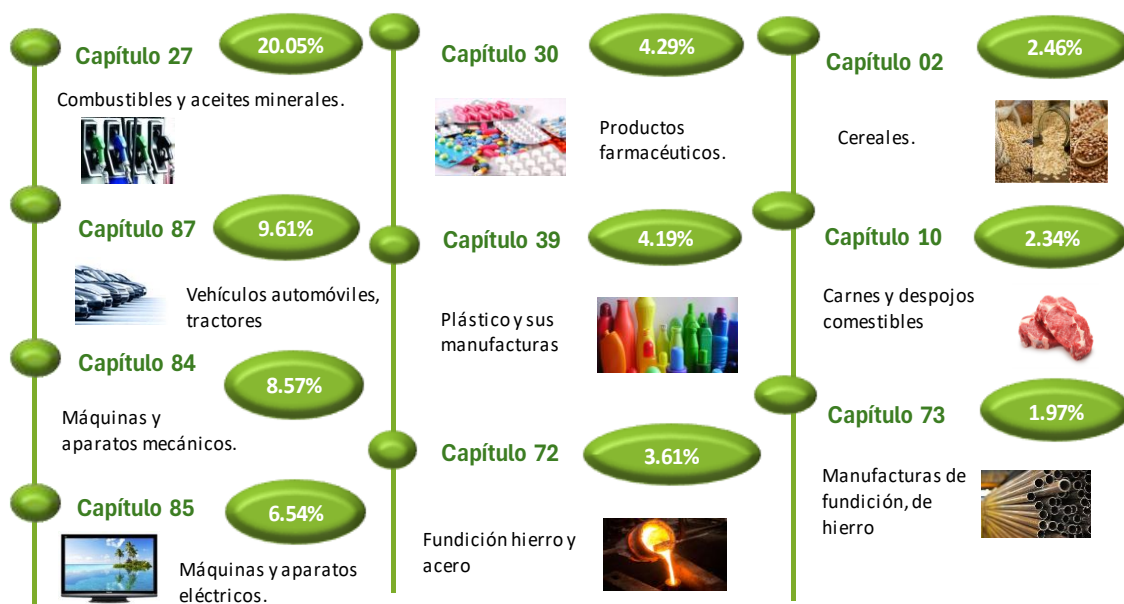 Capítulo 27
20.05%
Combustibles y aceites minerales.
Capítulo 87
9.61%
Vehículos automóviles,
tractores
Capítulo 84
8.57%
Máquinas y
aparatos mecánicos.
Capítulo 85
6.54%
Máquinas y aparatos
eléctricos.
Capítulo 30
4.29%
Productos
farmacéuticos.
Capítulo 39
4.19%
Plástico y sus
manufacturas
Capítulo 72
3.61%
Fundición hierro y
acero
Capítulo 02
2.46%
Cereales.
Capítulo 10
2.34%
Carnes y despojos
comestibles
Capítulo 73
1.97%
Manufacturas de
fundición, de
hierro